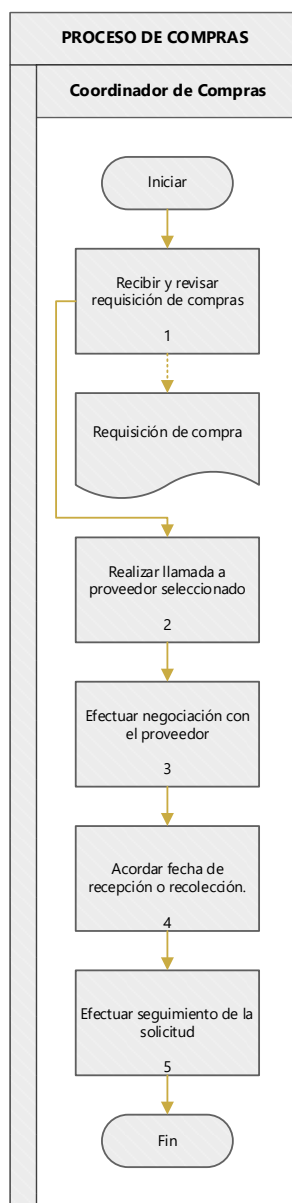 PROCESO DE COMPRAS
Coordinador de Compras
Iniciar
Recibir y revisar
requisición de compras
1
Requisición de compra
Realizar llamada a
proveedor seleccionado
2
Efectuar negociación con
el proveedor
3
Acordar fecha de
recepción o recolección.
4
Efectuar seguimiento de la
solicitud
5
Fin